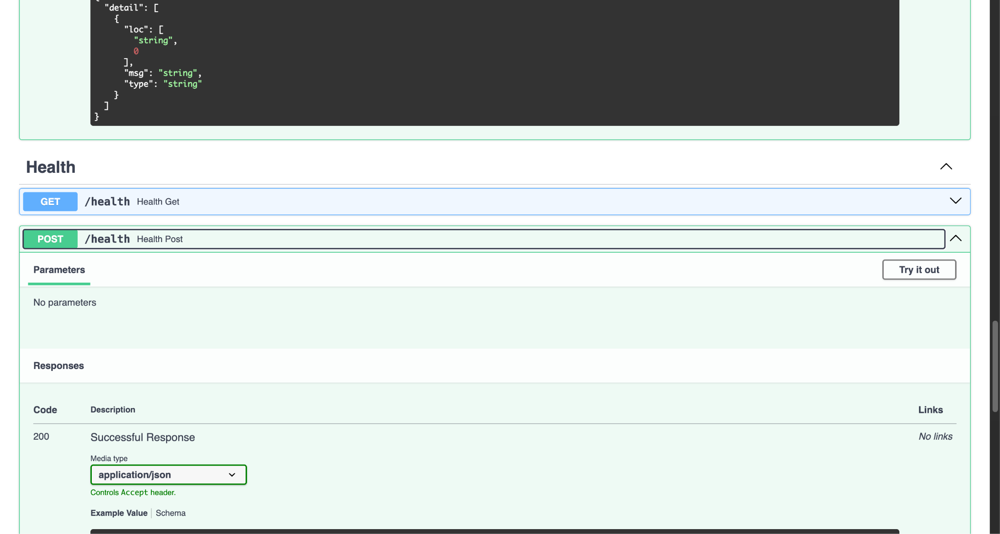 "detail": [
{
"loc": [
"string",
0
],
"msg": "string",
"type": "string"
}
]
}
Health
GET /health Health Get
POST /health Health Post
Parameters
Try it out
No parameters
Responses
Code Description Links
200 Successful Response No links
Media type
application/json
Controls Accept header.
Example Value Schema